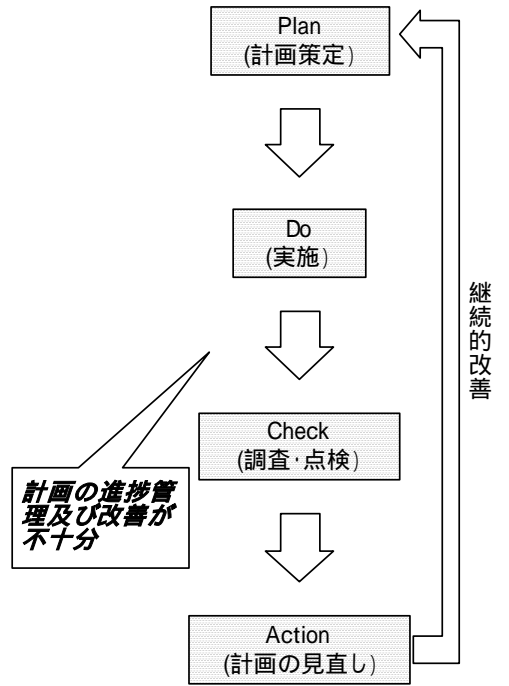 Plan
(計画策定)
Do
(実施)
継続的改善
Check
(調査・点検)
計画の進捗管
理及び改善が
不十分
Action
(計画の見直し)